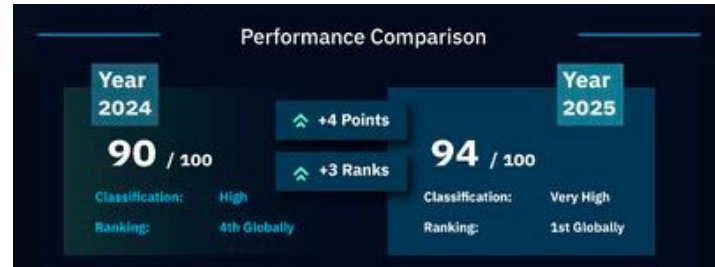 Performance Comparison
Year
2024
90 / 100
Classification: High
Ranking: 4th Globally
+4 Points
+3 Ranks
Year
2025
94 / 100
Classification: Very High
Ranking: 1st Globally